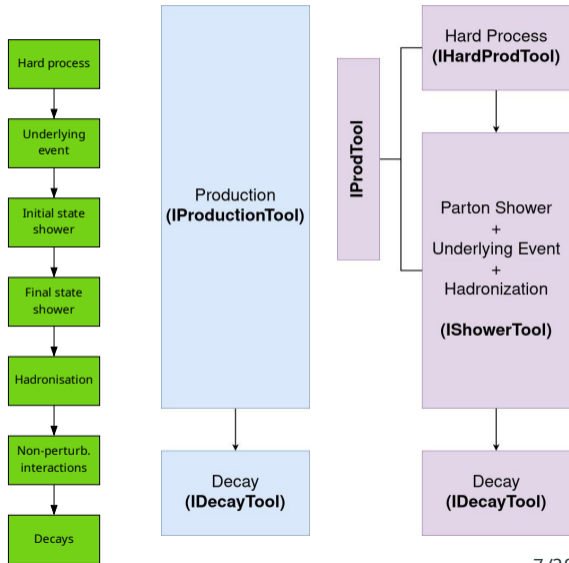 Hard process
Underlying
event
Initial state
shower
Final state
shower
Hadronisation
Non-perturb.
interactions
Decays
Production
(IProductionTool)
Decay
(IDecayTool)
IProdTool
Hard Process
(IHardProdTool)
Parton Shower
+
Underlying Event
+
Hadronization
(IShowerTool)
Decay
(IDecayTool)